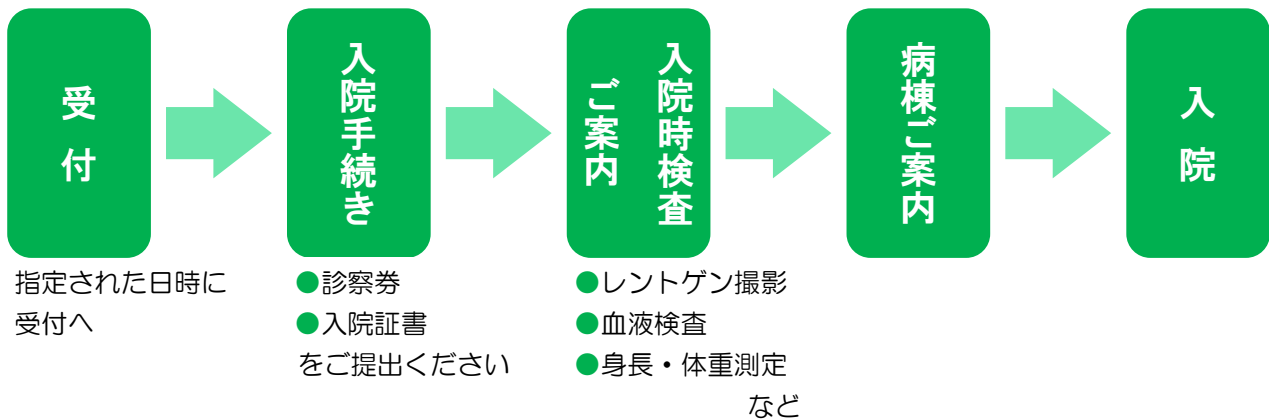 受付
入院手続き
入院時検査
ご案内
病棟ご案内
入院
指定された日時に
受付へ
●診察券
●入院証書
をご提出ください
●レントゲン撮影
●血液検査
●身長・体重測定
など